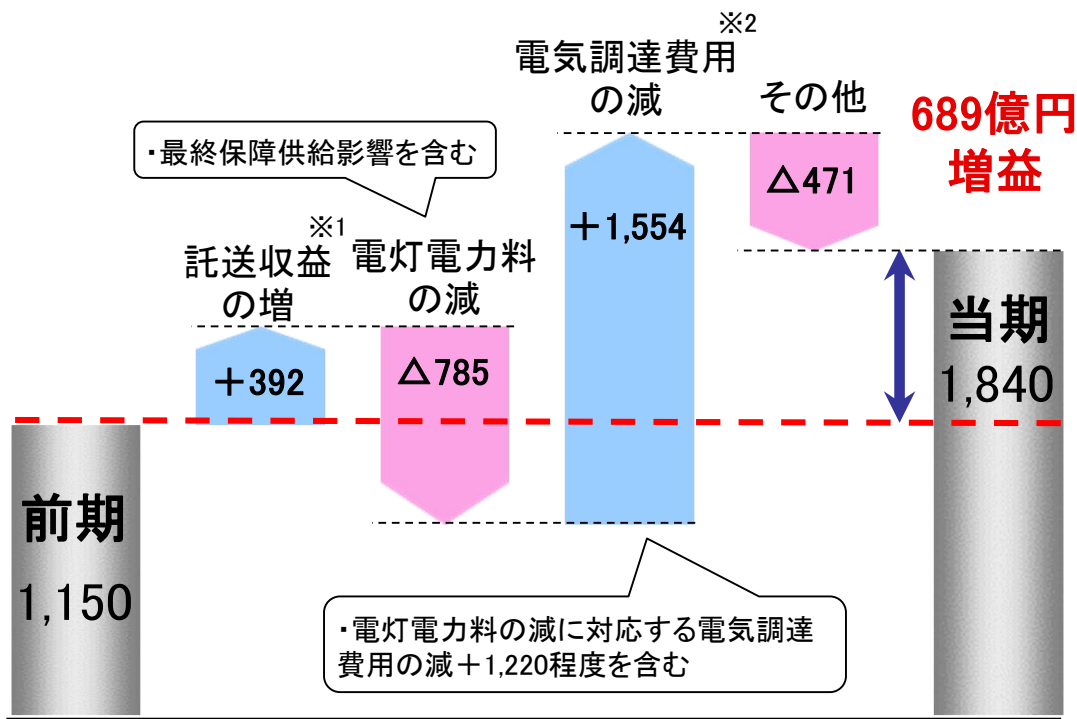 ※2
電気調達費用
の減
その他
689億円
増益
・最終保障供給影響を含む
△471
＋1,554
※1
託送収益
の増
電灯電力料
の減
当期
1,840
＋392
△785
前期
1,150
・電灯電力料の減に対応する電気調達
費用の減＋1,220程度を含む